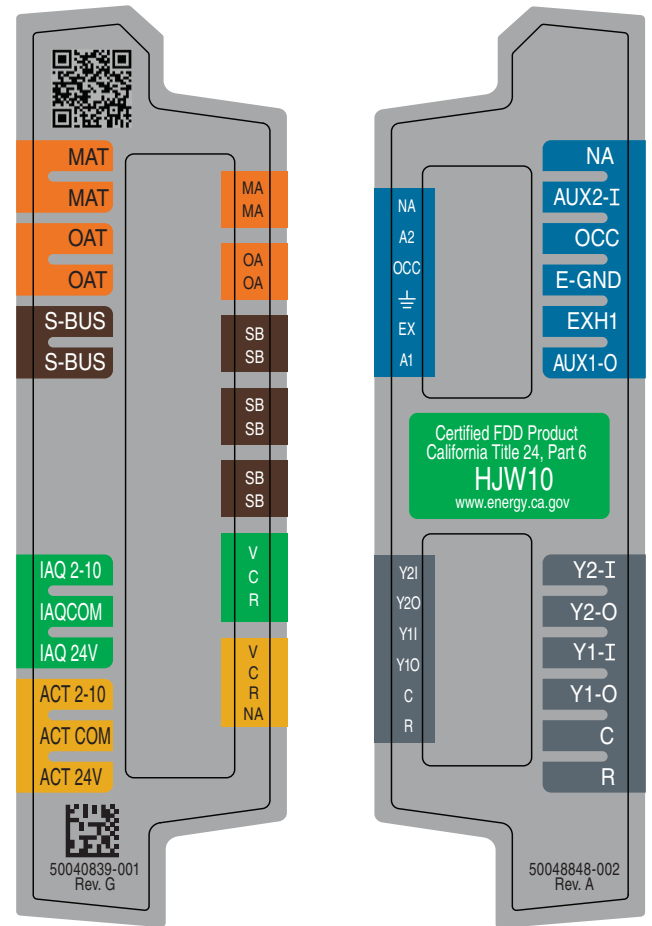 MAT
MAT
OAT
OAT
S-BUS
S-BUS
IAQ 2-10
IAQCOM
IAQ 24V
ACT 2-10
ACT COM
ACT 24V
MA
MA
OA
OA
SB
SB
SB
SB
SB
SB
V
C
R
V
C
R
NA
50040839-001
Rev. G
NA
A2
OCC
EX
A1
NA
AUX2-I
OCC
E-GND
EXH1
AUX1-O
Certified FDD Product
California Title 24, Part 6
HJW10
www.energy.ca.gov
Y2I
Y2O
Y1I
Y1O
C
R
Y2-I
Y2-O
Y1-I
Y1-O
C
R
50048848-002
Rev. A